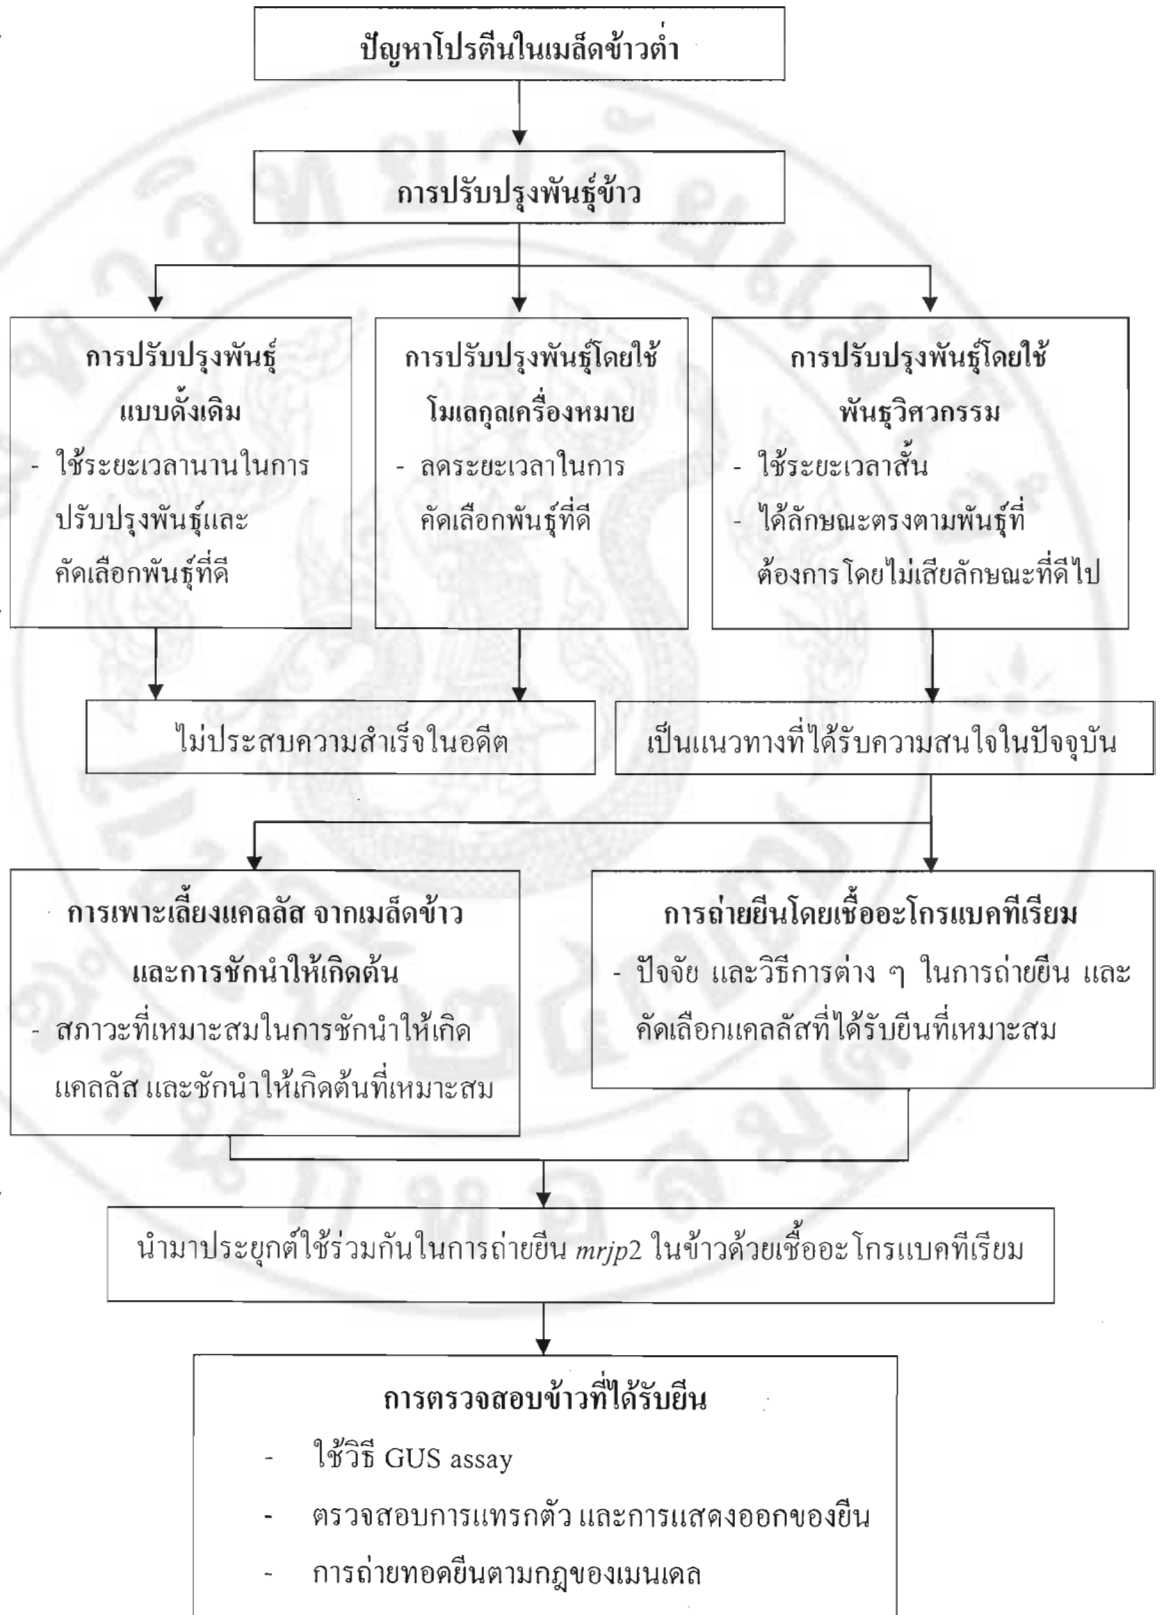 ปัญหาโปรตีนในเมล็ดข้าวต่ำ
การปรับปรุงพันธุ์ข้าว
การปรับปรุงพันธุ์
แบบดั้งเดิม
- ใช้ระยะเวลานานในการ
ปรับปรุงพันธุ์และ
คัดเลือกพันธุ์ที่ดี
การปรับปรุงพันธุ์โดยใช้
โมเลกุลเครื่องหมาย
- ลดระยะเวลาในการ
คัดเลือกพันธุ์ที่ดี
การปรับปรุงพันธุ์โดยใช้
พันธุวิศวกรรม
- ใช้ระยะเวลาสั้น
- ได้ลักษณะตรงตามพันธุ์ที่
ต้องการ โดยไม่เสียลักษณะที่ดีไป
ไม่ประสบความสำเร็จในอดีต
เป็นแนวทางที่ได้รับความสนใจในปัจจุบัน
การเพาะเลี้ยงแคลลัส จากเมล็ดข้าว
และการชักนำให้เกิดต้น
- สภาวะที่เหมาะสมในการชักนำให้เกิด
แคลลัส และชักนำให้เกิดต้นที่เหมาะสม
การถ่ายยีนโดยเชื้ออะโกรแบคทีเรียม
- ปัจจัย และวิธีการต่าง ๆ ในการถ่ายยีน และ
คัดเลือกแคลลัสที่ได้รับยีนที่เหมาะสม
นำมาประยุกต์ใช้ร่วมกันในการถ่ายยีน mrjp2 ในข้าวด้วยเชื้ออะโกรแบคทีเรียม
การตรวจสอบข้าวที่ได้รับยีน
- ใช้วิธี GUS assay
- ตรวจสอบการแทรกตัว และการแสดงออกของยีน
- การถ่ายทอดยีนตามกฎของเมนเดล